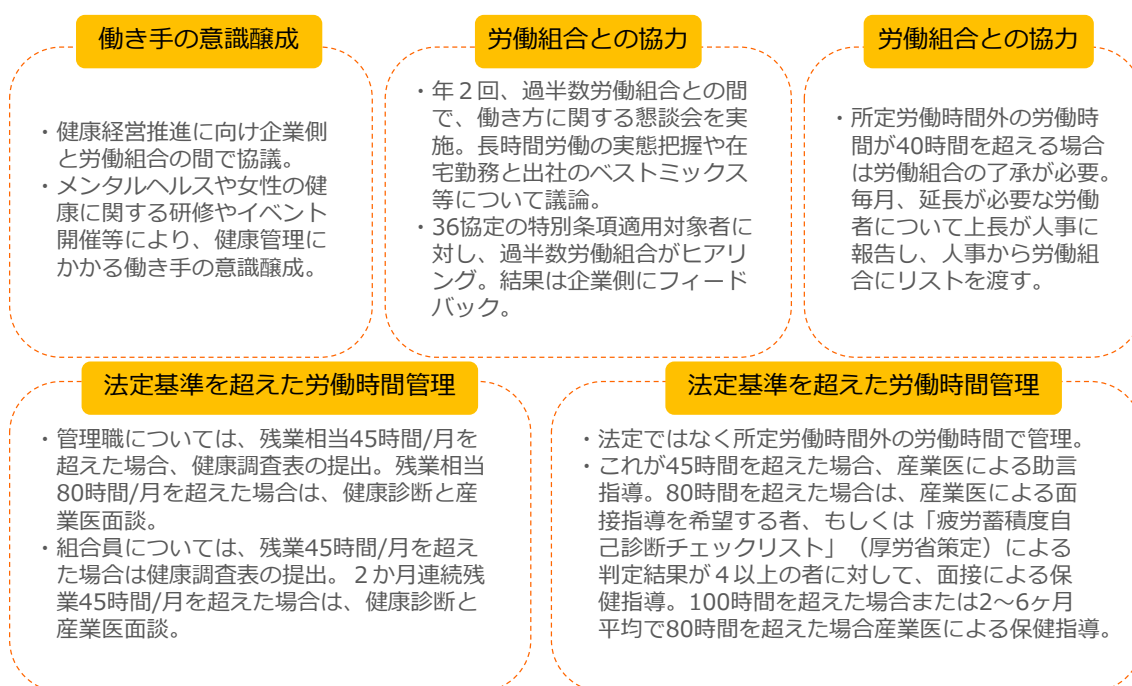 働き手の意識醸成
・健康経営推進に向け企業側
と労働組合の間で協議。
・メンタルヘルスや女性の健
康に関する研修やイベント
開催等により、健康管理に
かかる働き手の意識醸成。
労働組合との協力
・年２回、過半数労働組合との間
で、働き方に関する懇談会を実
施。長時間労働の実態把握や在
宅勤務と出社のベストミックス
等について議論。
・36協定の特別条項適用対象者に
対し、過半数労働組合がヒアリ
ング。結果は企業側にフィード
バック。
労働組合との協力
・所定労働時間外の労働時
間が40時間を超える場合
は労働組合の了承が必要。
毎月、延長が必要な労働
者について上長が人事に
報告し、人事から労働組
合にリストを渡す。
法定基準を超えた労働時間管理
・管理職については、残業相当45時間/月を
超えた場合、健康調査表の提出。残業相当
80時間/月を超えた場合は、健康診断と産
業医面談。
・組合員については、残業45時間/月を超え
た場合は健康調査表の提出。２か月連続残
業45時間/月を超えた場合は、健康診断と
産業医面談。
法定基準を超えた労働時間管理
・法定ではなく所定労働時間外の労働時間で管理。
・これが45時間を超えた場合、産業医による助言
指導。80時間を超えた場合は、産業医による面
接指導を希望する者、もしくは「疲労蓄積度自
己診断チェックリスト」（厚労省策定）による
判定結果が４以上の者に対して、面接による保
健指導。100時間を超えた場合または2～6ヶ月
平均で80時間を超えた場合産業医による保健指導。